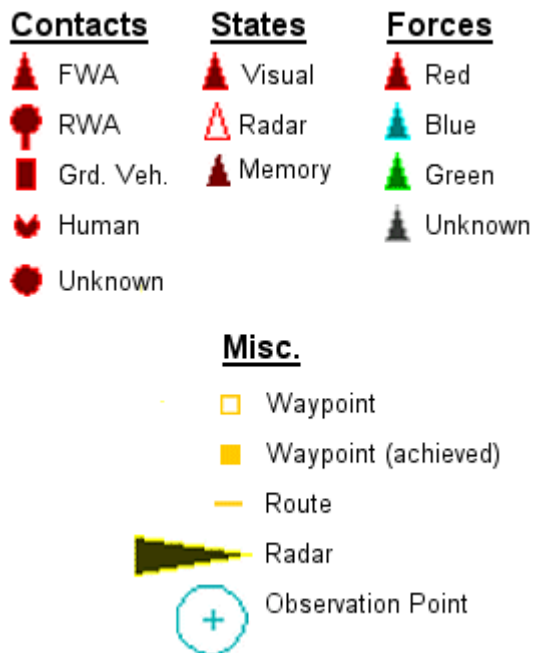 Contacts States Forces
FWA Visual Red
RWA Radar Blue
Grd. Veh. Memory Green
Human Unknown
Unknown
Misc.
Waypoint
Waypoint (achieved)
Route
Radar
Observation Point